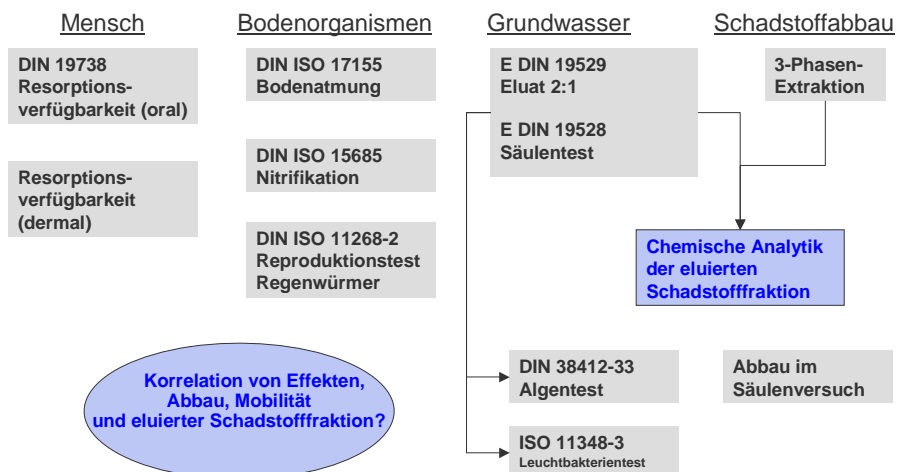 Mensch
DIN 19738
Resorptions-
verfügbarkeit (oral)
Resorptions-
verfügbarkeit
(dermal)
Bodenorganismen
DIN ISO 17155
Bodenatmung
DIN ISO 15685
Nitrifikation
DIN ISO 11268-2
Reproduktionstest
Regenwürmer
Grundwasser
E DIN 19529
Eluat 2:1
E DIN 19528
Säulentest
Schadstoffabbau
3-Phasen-
Extraktion
Chemische Analytik
der eluierten
Schadstofffraktion
DIN 38412-33
Algentest
Abbau im
Säulenversuch
ISO 11348-3
Leuchtbakterientest
Korrelation von Effekten,
Abbau, Mobilität
und eluierter Schadstofffraktion?